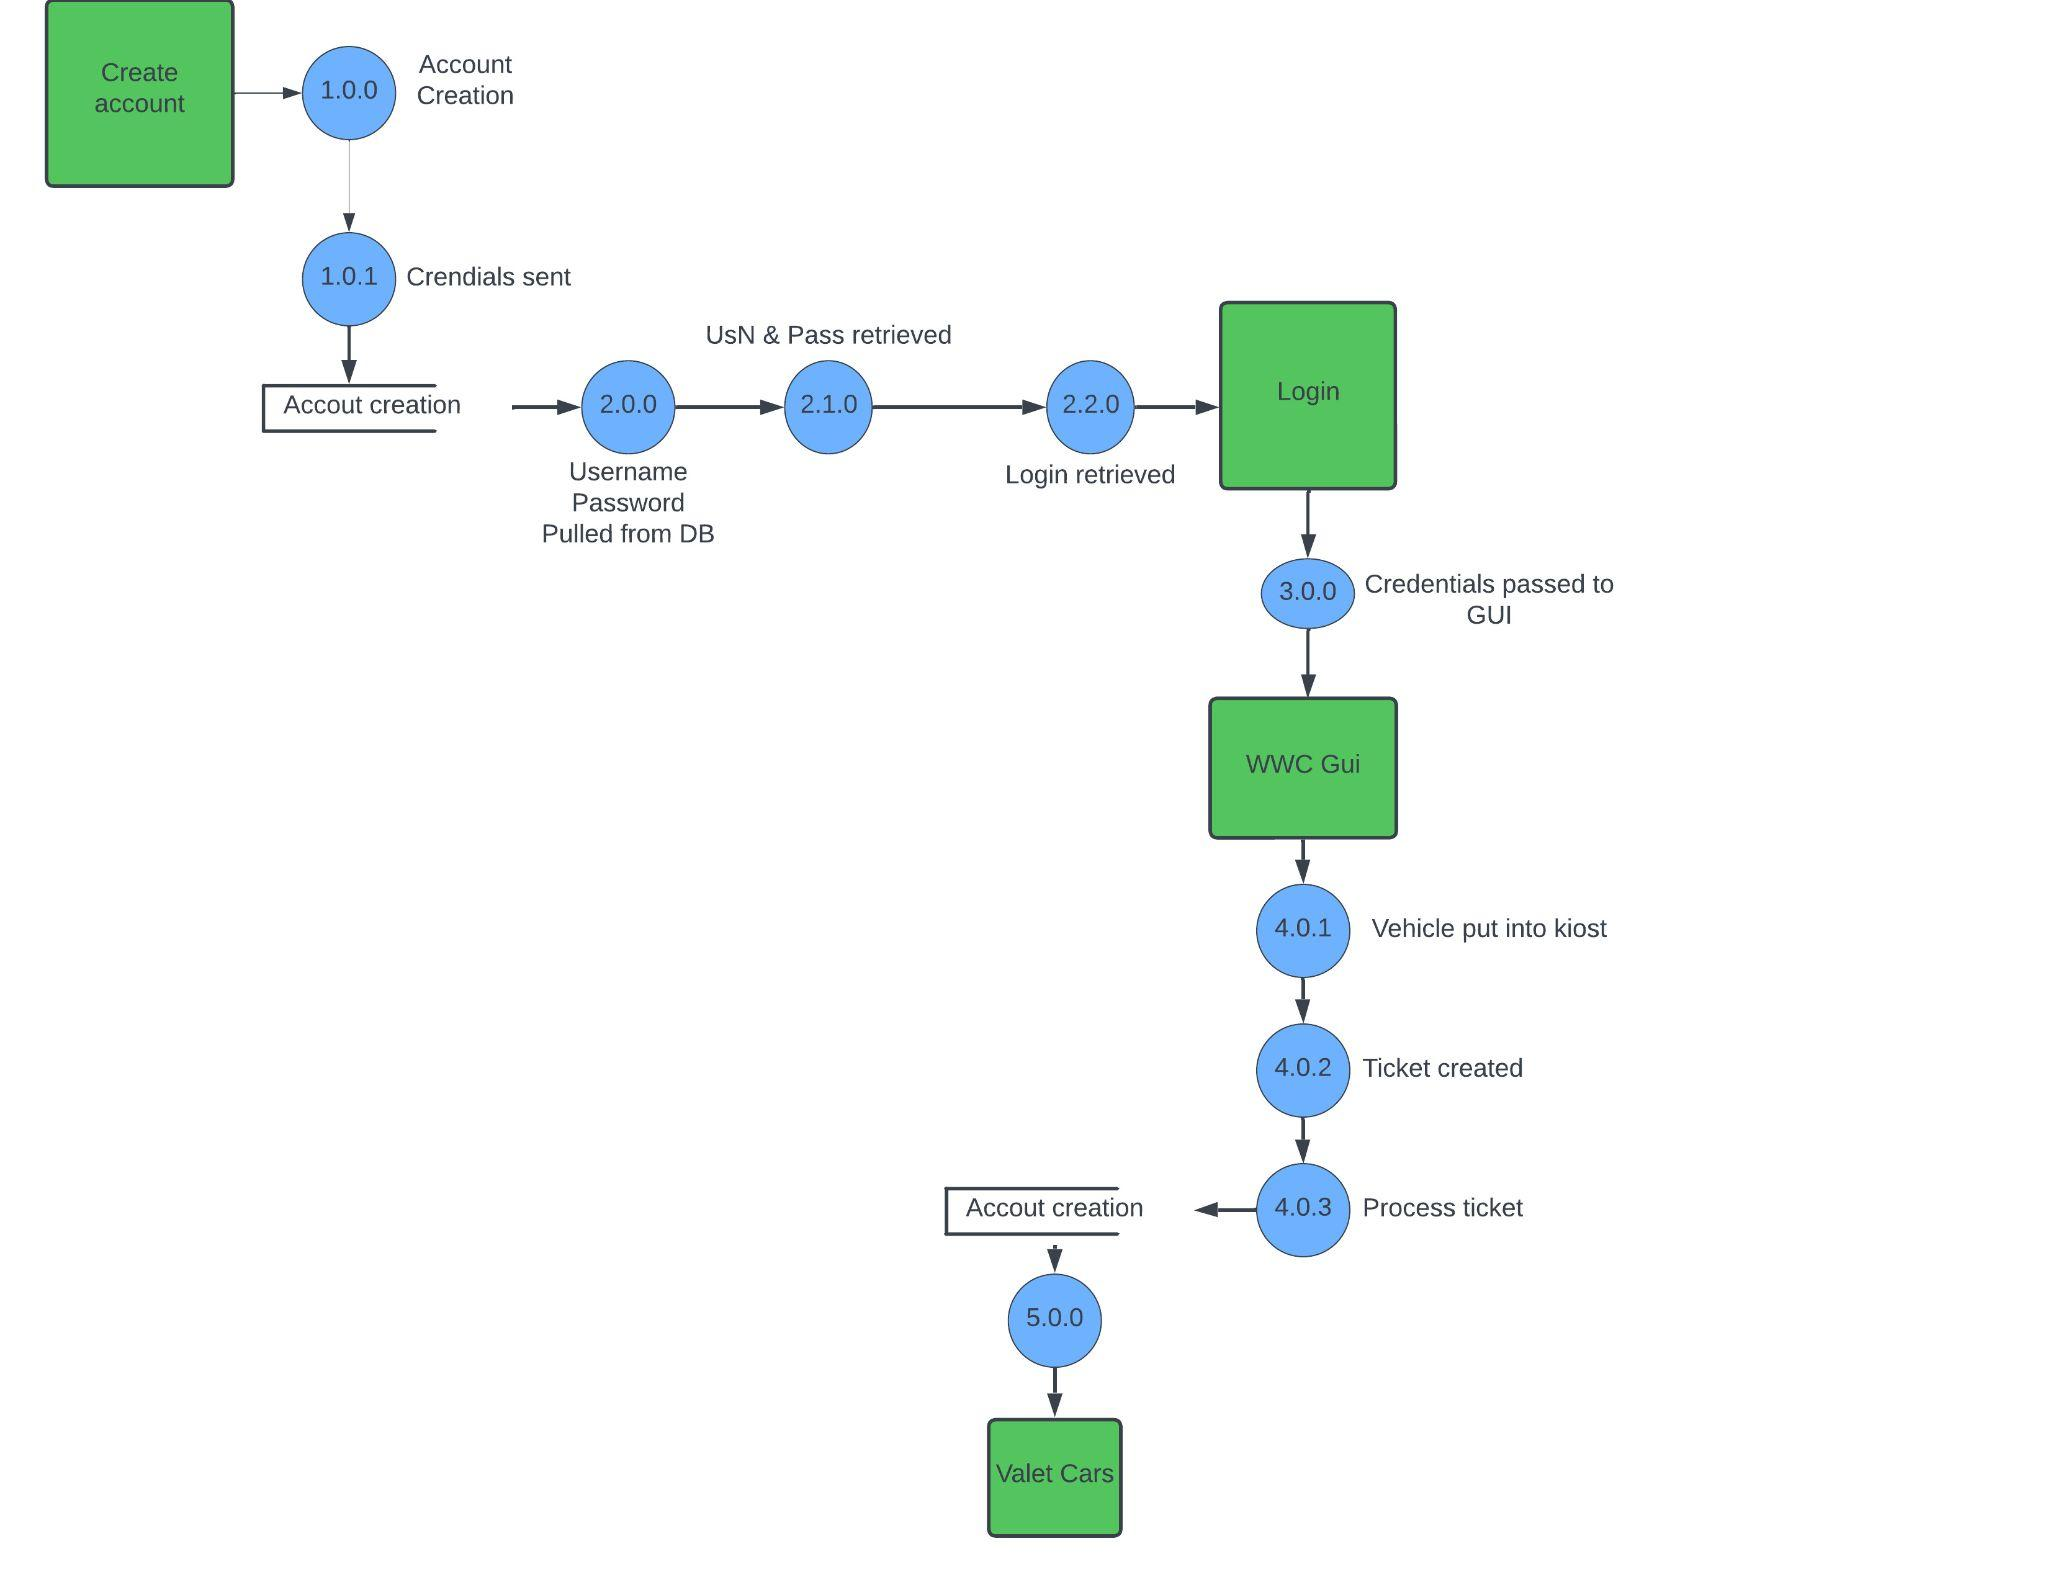 Create
account
1.0.0
Account
Creation
1.0.1
Crendials sent
Accout creation
2.0.0
Username
Password
Pulled from DB
UsN & Pass retrieved
2.1.0
2.2.0
Login retrieved
Login
3.0.0
Credentials passed to
GUI
WWC Gui
4.0.1
Vehicle put into kiost
4.0.2
Ticket created
4.0.3
Process ticket
Accout creation
5.0.0
Valet Cars